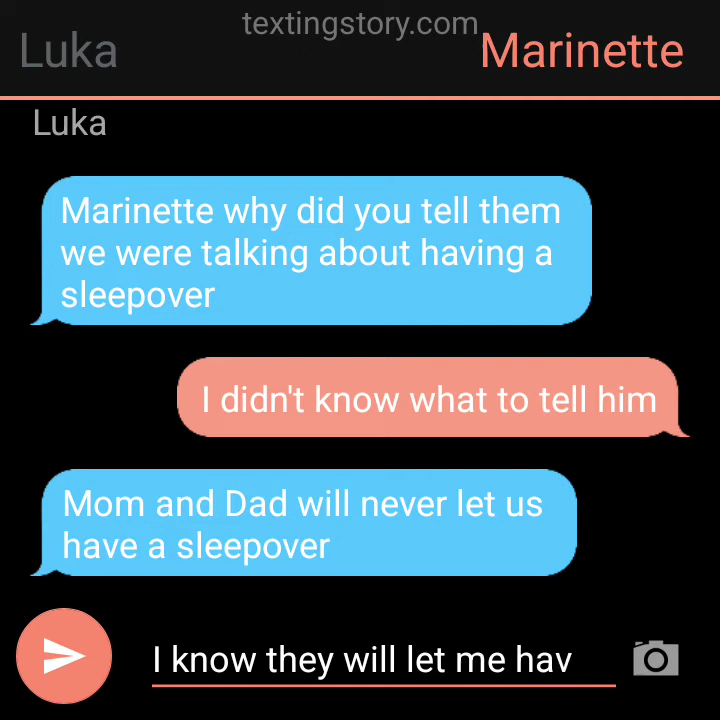 textingstory.com
Luka
Marinette
Luka
Marinette why did you tell them
we were talking about having a
sleepover
I didn't know what to tell him
Mom and Dad will never let us
have a sleepover
I know they will let me hav